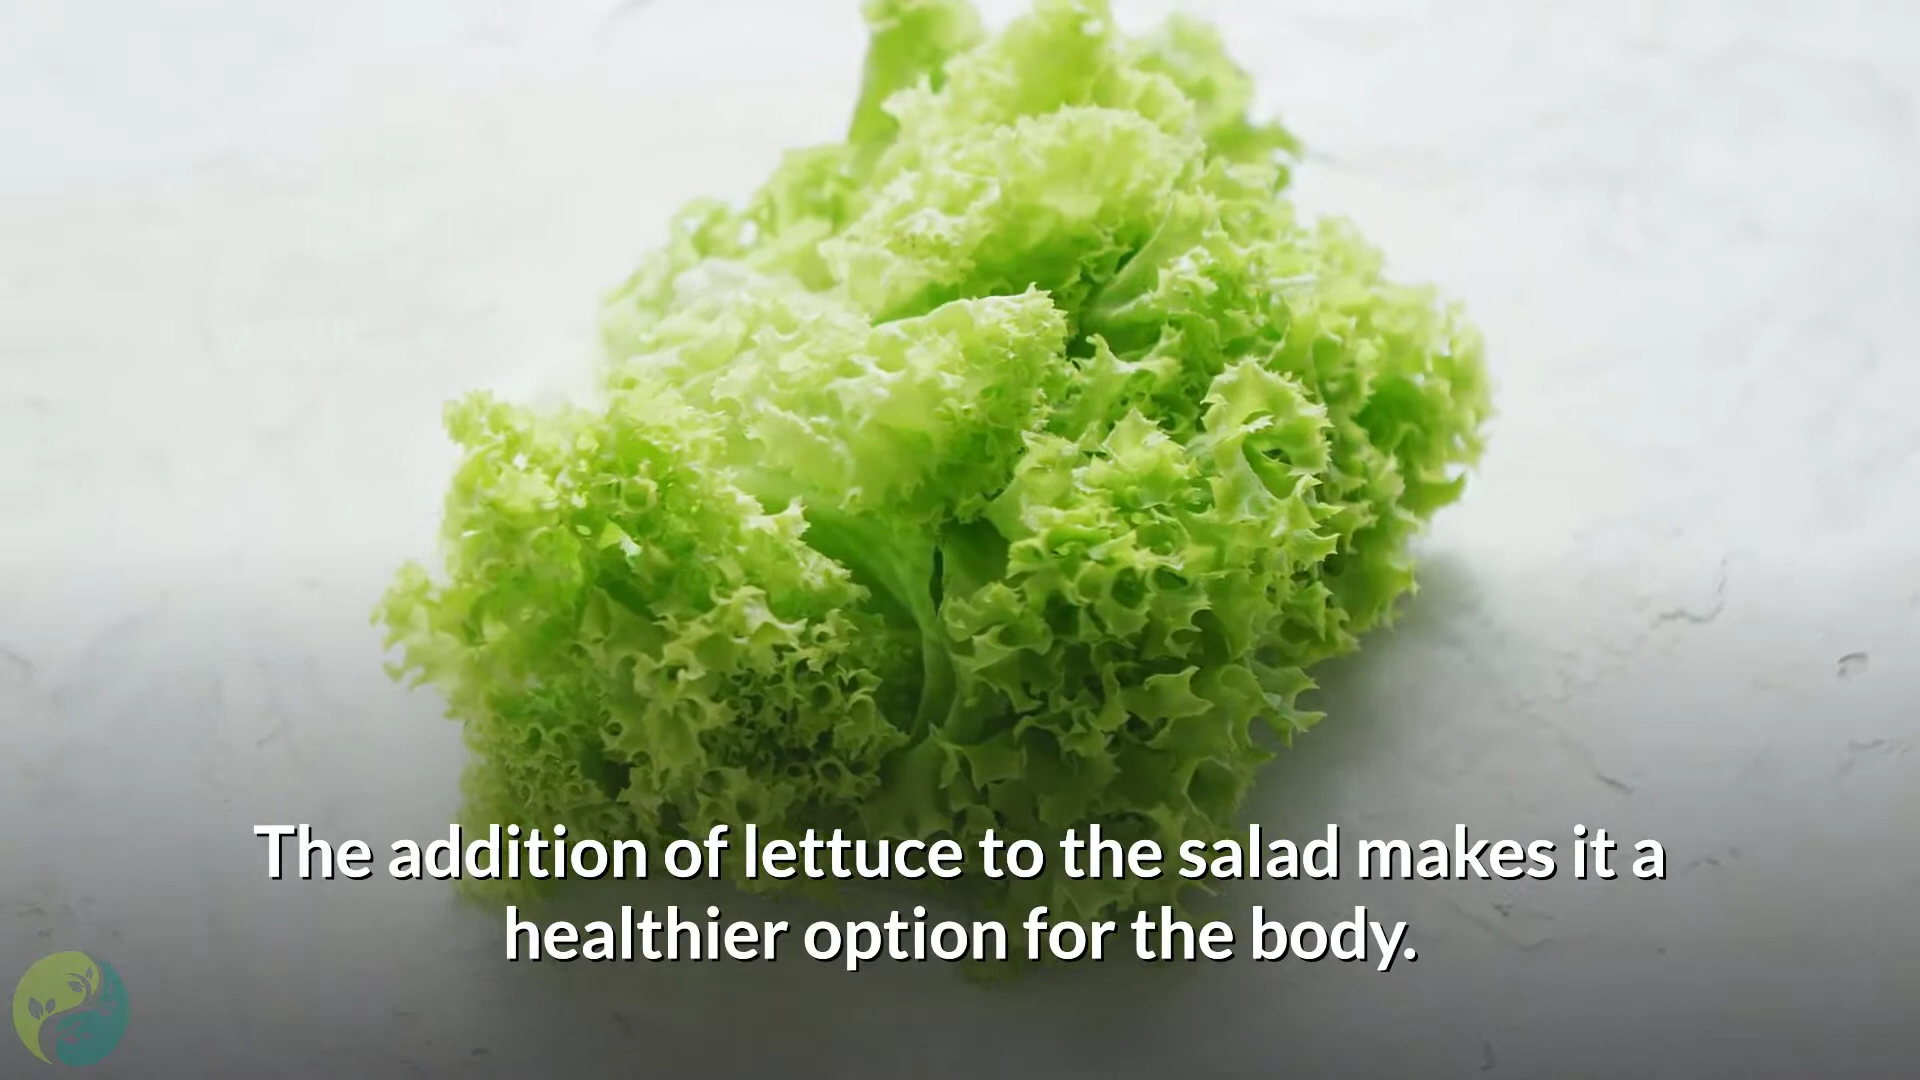 The addition of lettuce to the salad makes it a
healthier option for the body.